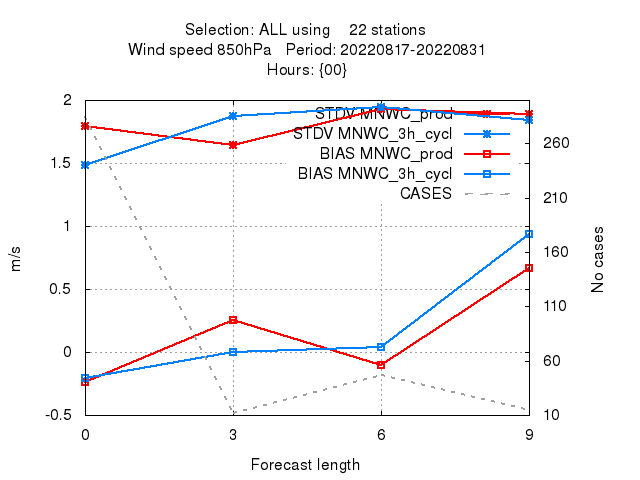 Selection: ALL using 22 stations
Wind speed 850hPa Period: 20220817-20220831
Hours: {00}
STDV MNWC_prod
STDV MNWC_3h_cycl
BIAS MNWC_prod
BIAS MNWC_3h_cycl
CASES
2
1.5
1
0.5
0
-0.5
m/s
260
210
160
110
60
10
No cases
0 3 6 9
Forecast length